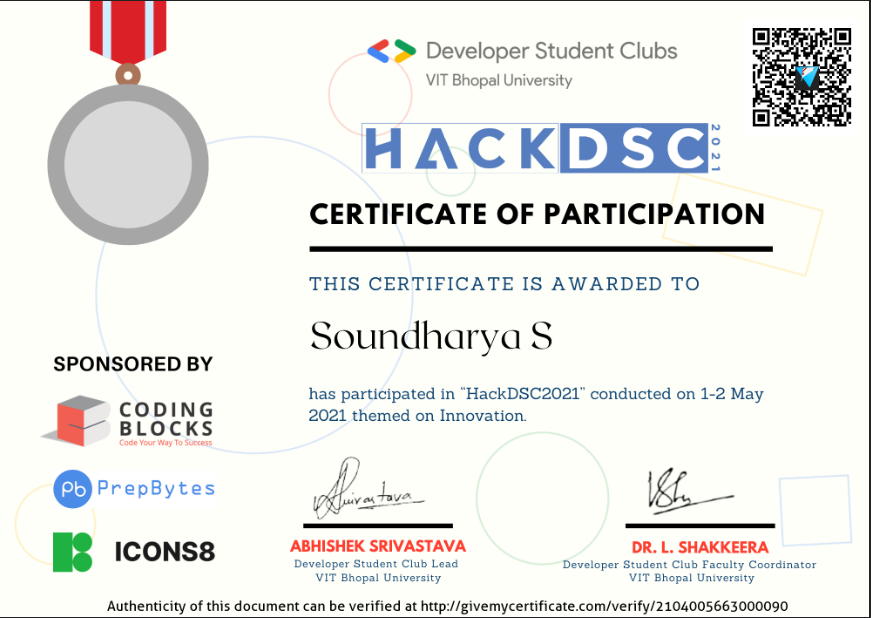 Developer Student Clubs
VIT Bhopal University
HACKDSC
2021
CERTIFICATE OF PARTICIPATION
THIS CERTIFICATE IS AWARDED TO
Soundharya S
has participated in "HackDSC2021" conducted on 1-2 May
2021 themed on Innovation.
SPONSORED BY
CODING
BLOCKS
Code Your Way To Success
Pb PrepBytes
ICONS8
Srivastava
ABHISHEK SRIVASTAVA
Developer Student Club Lead
VIT Bhopal University
DR. L. SHAKKEERA
Developer Student Club Faculty Coordinator
VIT Bhopal University
Authenticity of this document can be verified at http://givemycertificate.com/verify/2104005663000090